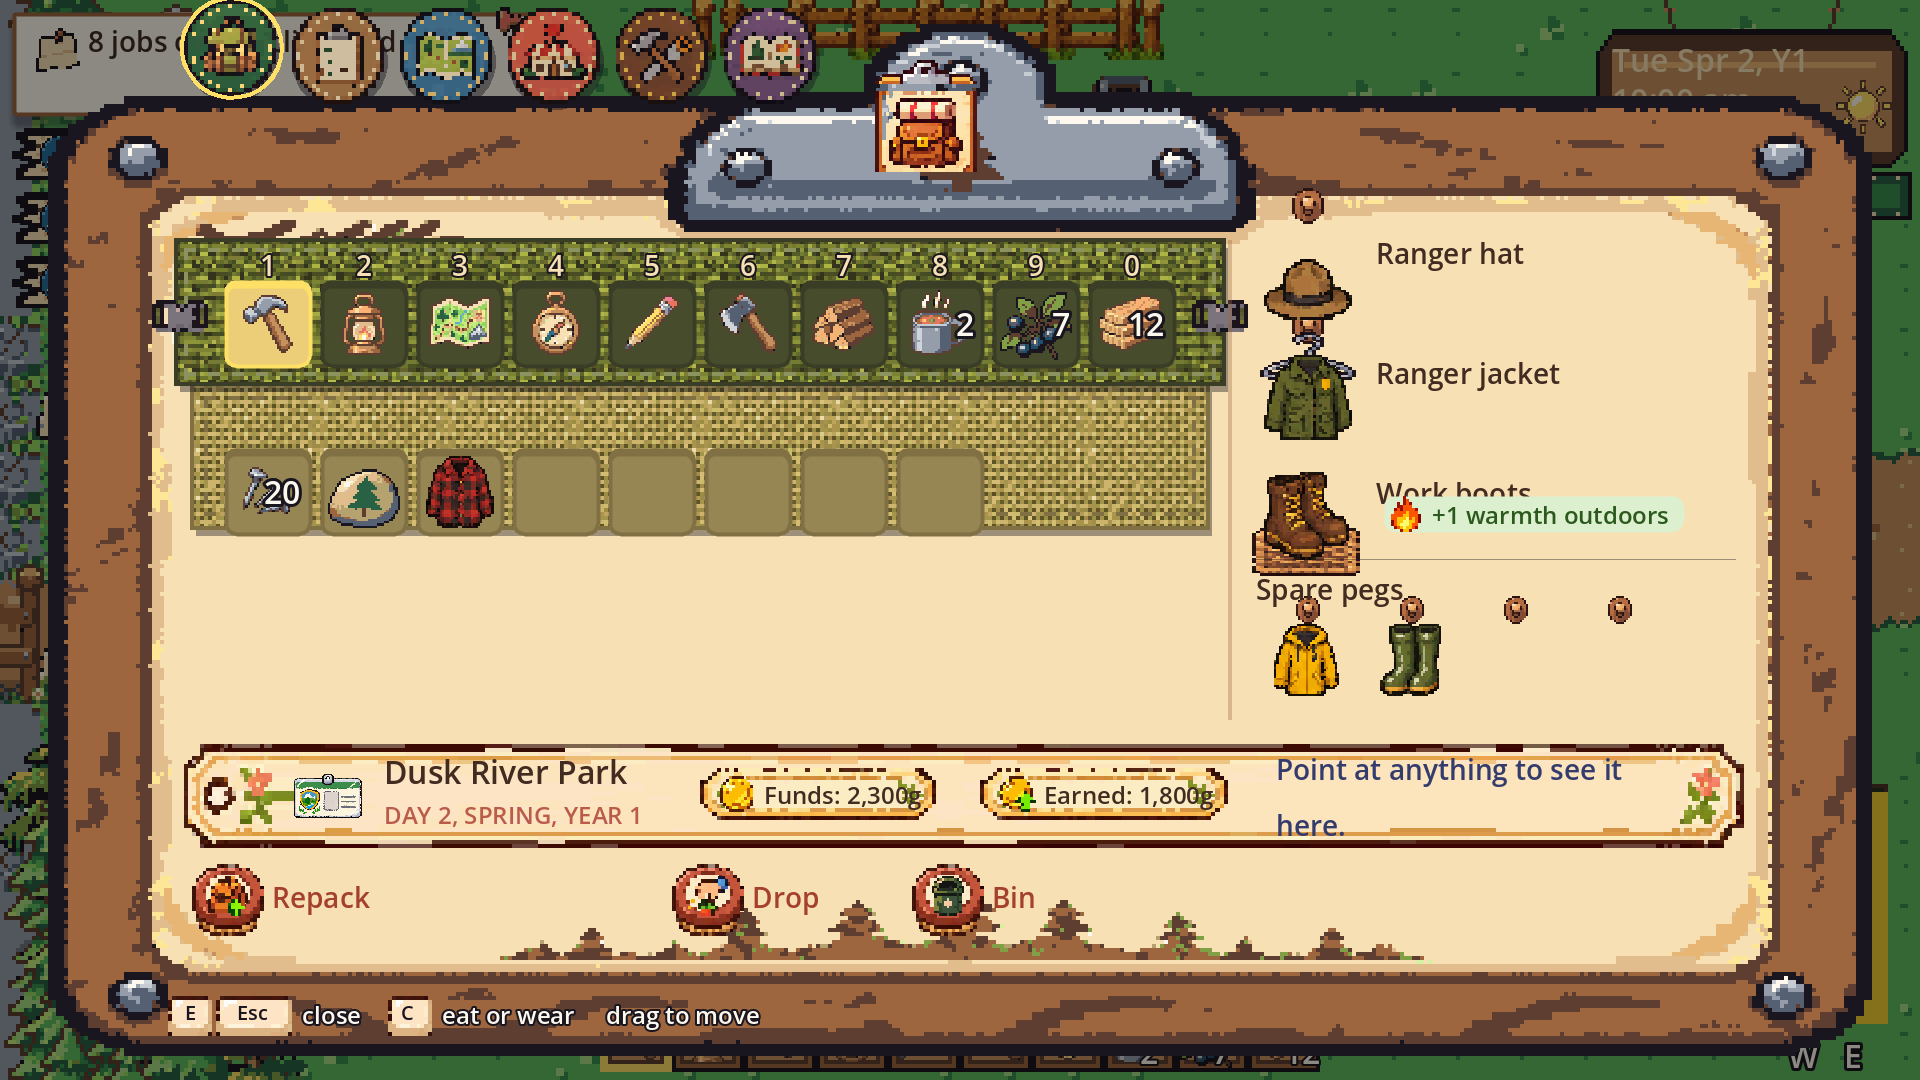 8 jobs
Tue Spr 2, Y1
1 2 3 4 5 6 7 8 9 0
2 7 12
20
Ranger hat
Ranger jacket
Work boots
+1 warmth outdoors
Spare pegs
Dusk River Park
DAY 2, SPRING, YEAR 1
Funds: 2,300g
Earned: 1,800g
Point at anything to see it
here.
Repack
Drop
Bin
E Esc close C eat or wear drag to move
W E